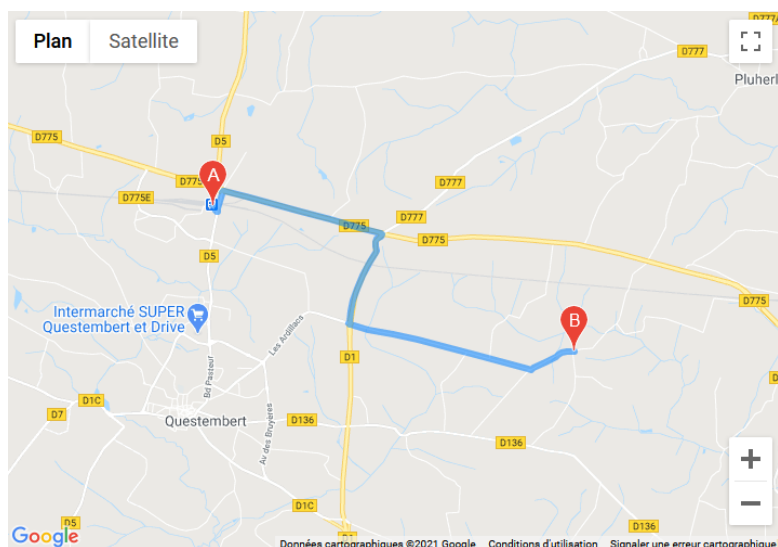 Plan Satellite
D777
D777
Pluherl
D775
D5
D775
A
D777
D775E
D777
D775
D775
D5
D775
Intermarché SUPER
Questembert et Drive
B
Les Ardillacs
D1
Bd Pasteur
D1C
D7
Questembert
D136
D136
Av. des Bruyères
D1C
D5
D1
D136
Google
Données cartographiques ©2021 Google Conditions d'utilisation Signaler une erreur cartographique